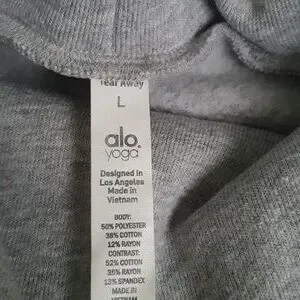 Tear Away
L
alo
yoga
Designed in
Los Angeles
Made in
Vietnam
BODY:
50% POLYESTER
38% COTTON
12% RAYON
CONTRAST:
52% COTTON
35% RAYON
13% SPANDEX
MADE IN
VIETNAM